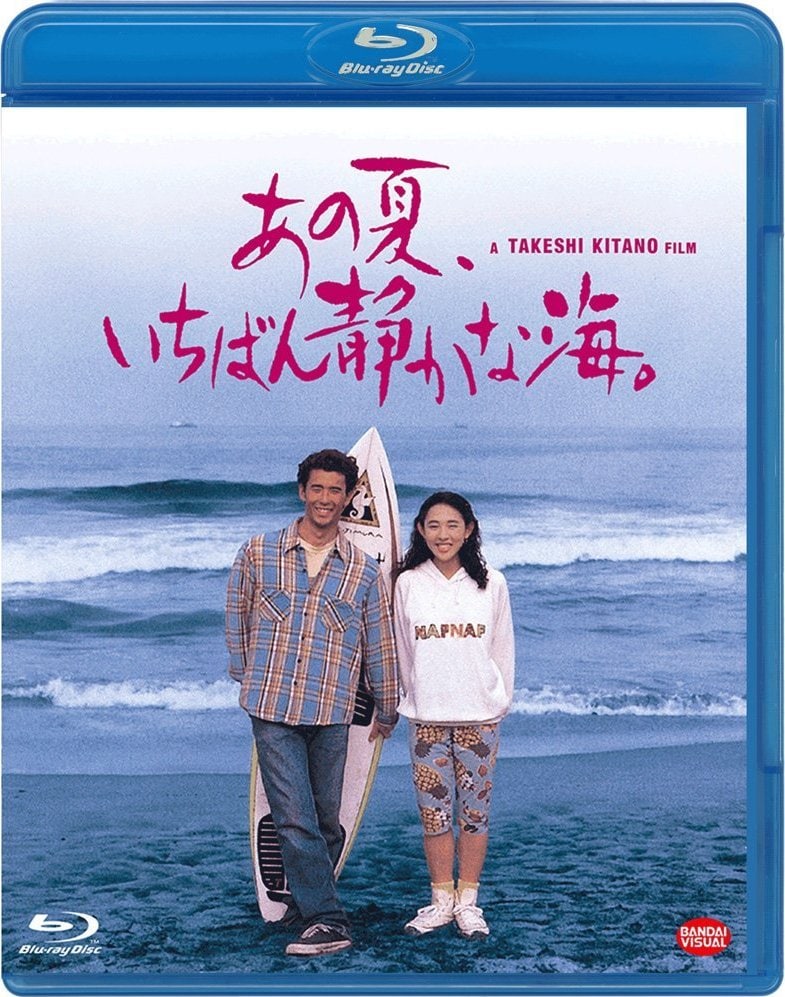 Blu-ray Disc
あの夏、
A TAKESHI KITANO FILM
いちばん静かな海。
NAFNAF
Blu-ray Disc
TM
BANDAI
VISUAL